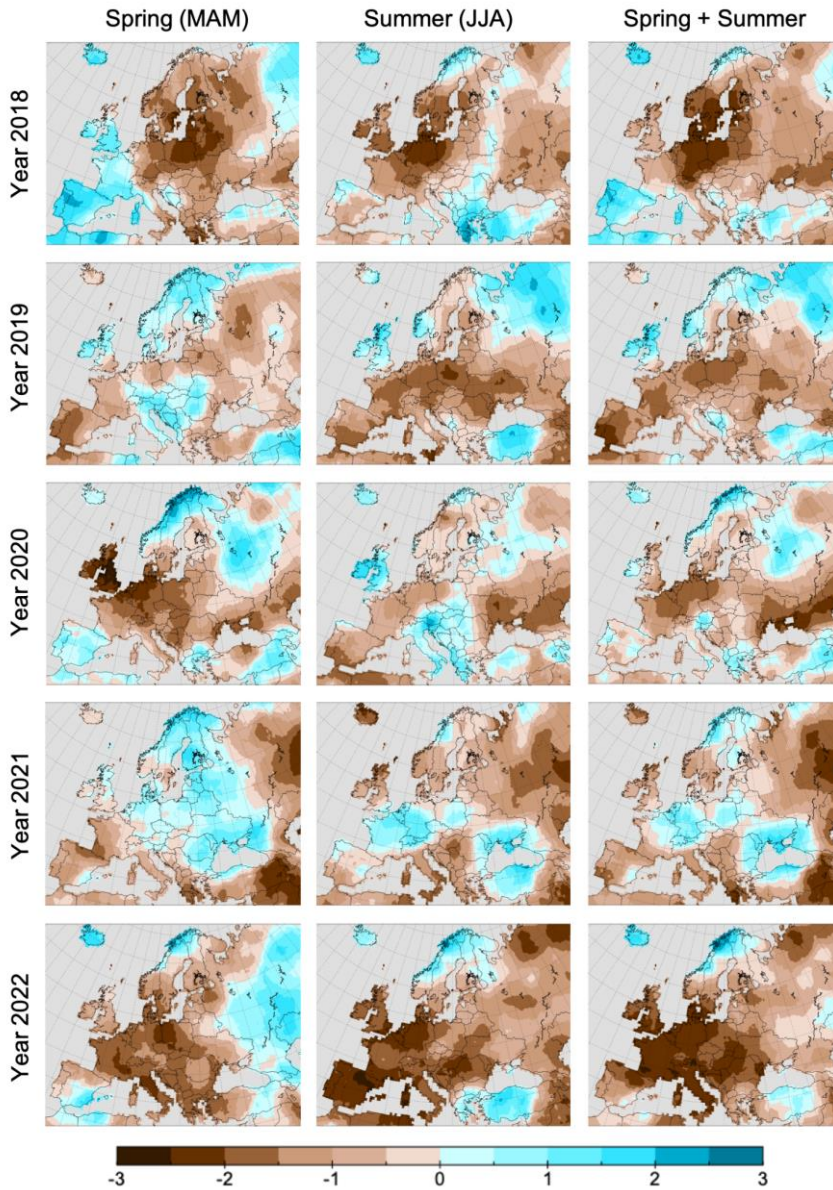 Spring (MAM) Summer (JJA) Spring + Summer
Year 2018
Year 2019
Year 2020
Year 2021
Year 2022
-3 -2 -1 0 1 2 3